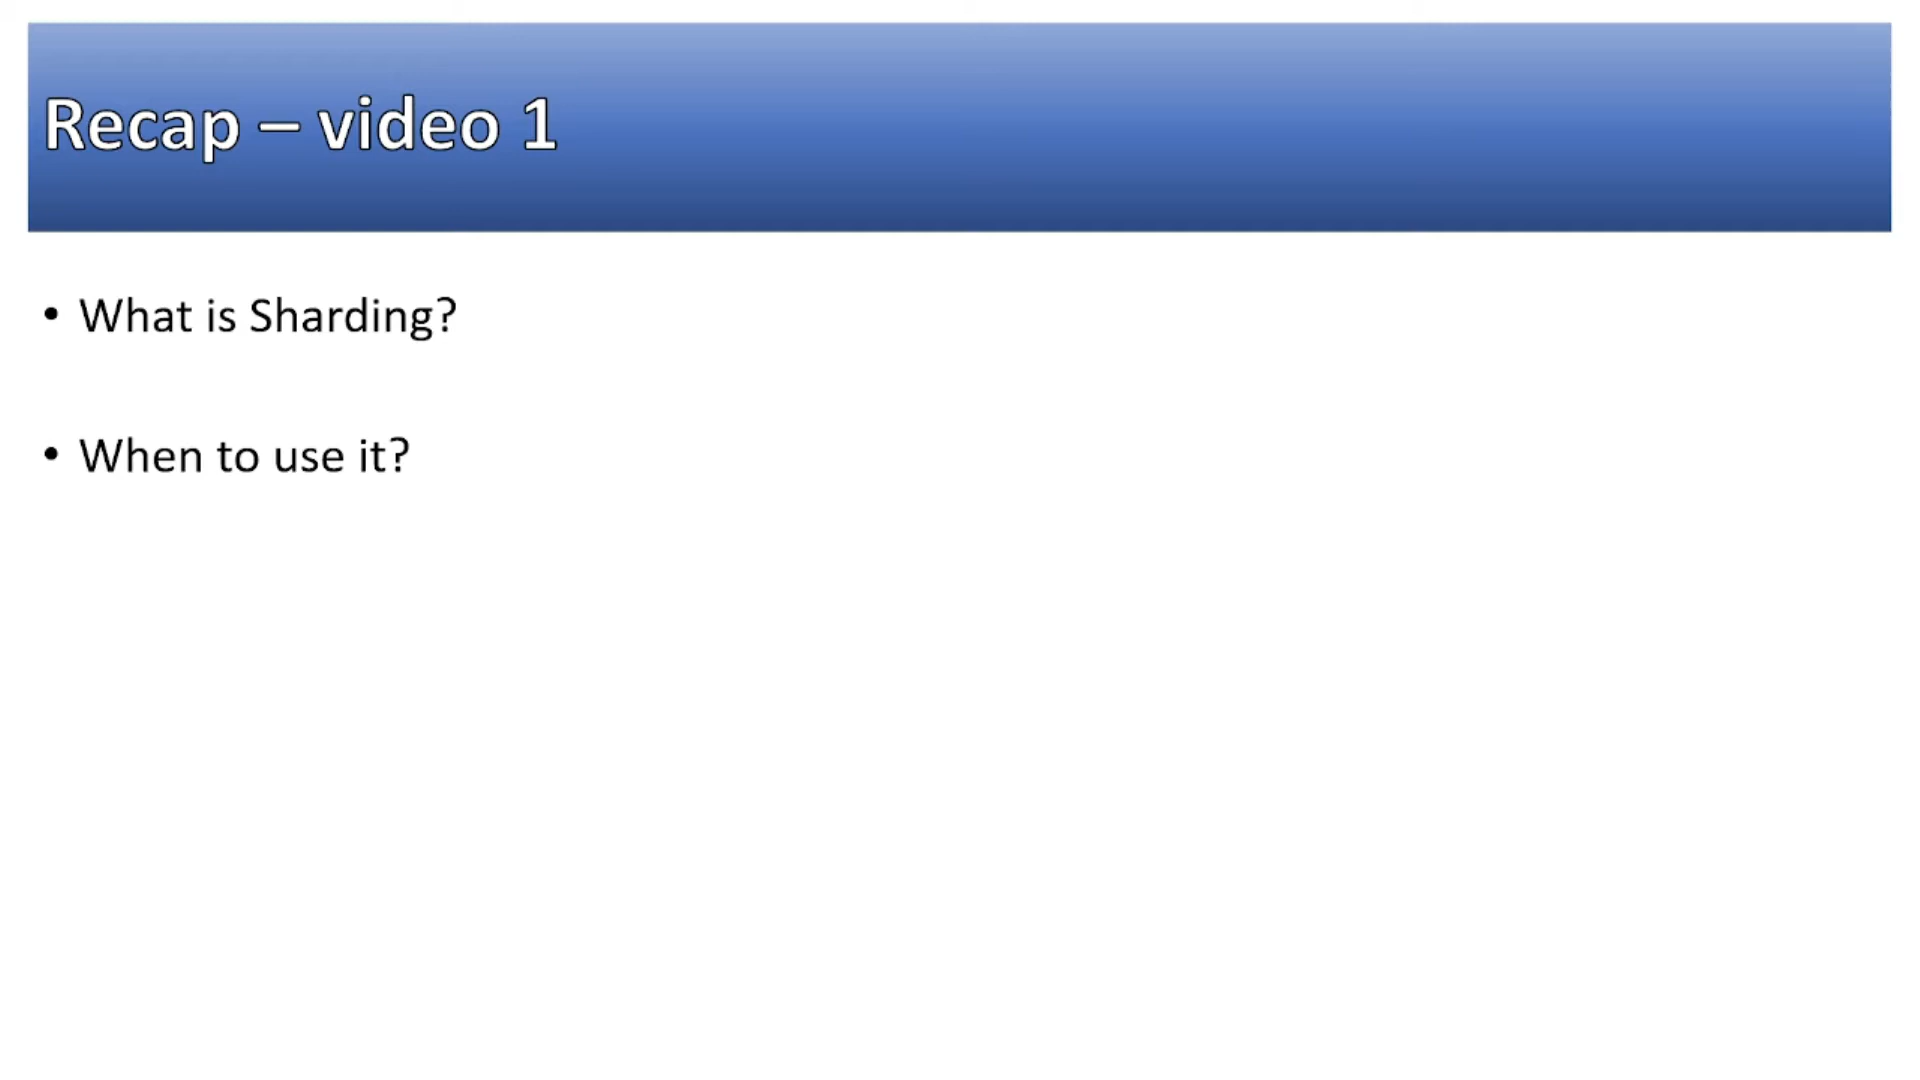 Recap – video 1
• What is Sharding?
• When to use it?